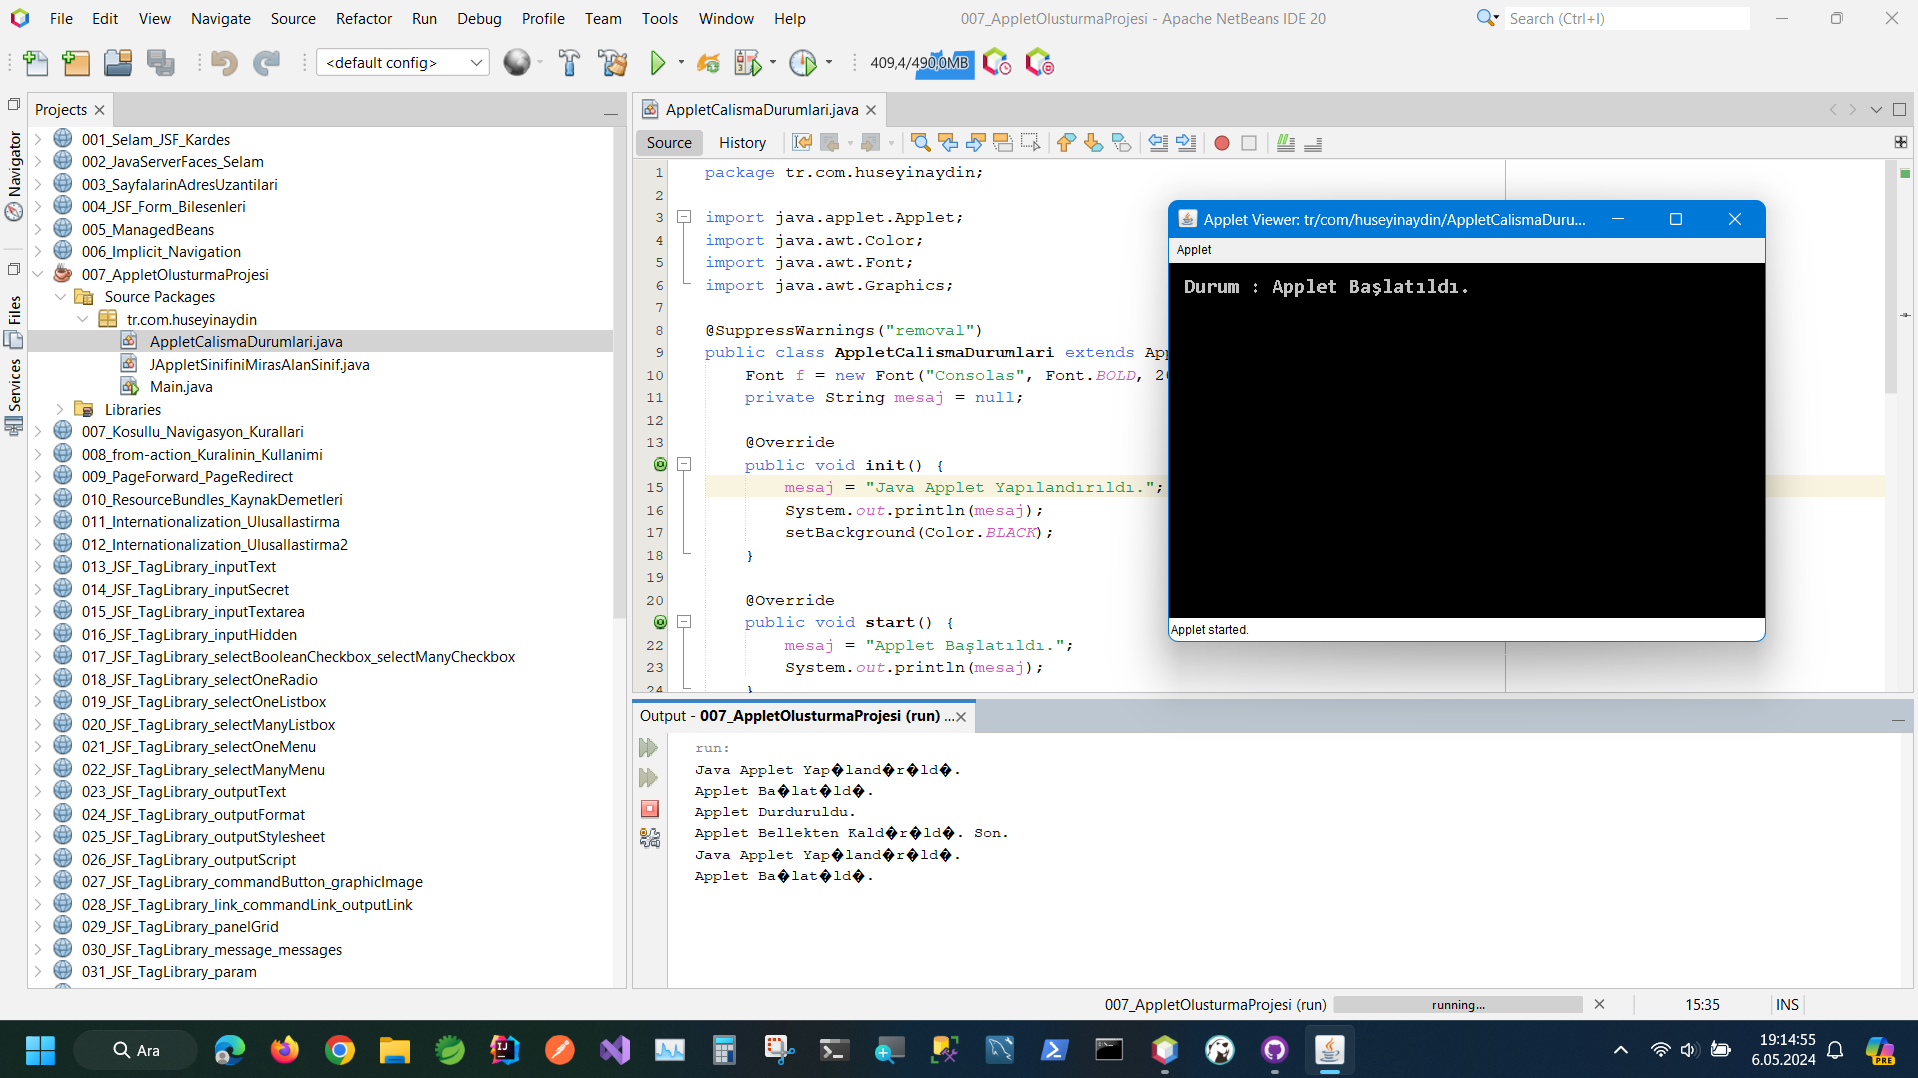 File Edit View Navigate Source Refactor Run Debug Profile Team Tools Window Help
007_AppletOlusturmaProjesi - Apache NetBeans IDE 20
Search (Ctrl+I)
<default config>
409,4/490,0MB
Projects
Navigator
Files
Services
001_Selam_JSF_Kardes
002_JavaServerFaces_Selam
003_SayfalarinAdresUzantilari
004_JSF_Form_Bilesenleri
005_ManagedBeans
006_Implicit_Navigation
007_AppletOlusturmaProjesi
Source Packages
tr.com.huseyinaydin
AppletCalismaDurumlari.java
JAppletSinifiniMirasAlanSinif.java
Main.java
Libraries
007_Kosullu_Navigasyon_Kurallari
008_from-action_Kuralinin_Kullanimi
009_PageForward_PageRedirect
010_ResourceBundles_KaynakDemetleri
011_Internationalization_Ulusallastirma
012_Internationalization_Ulusallastirma2
013_JSF_TagLibrary_inputText
014_JSF_TagLibrary_inputSecret
015_JSF_TagLibrary_inputTextarea
016_JSF_TagLibrary_inputHidden
017_JSF_TagLibrary_selectBooleanCheckbox_selectManyCheckbox
018_JSF_TagLibrary_selectOneRadio
019_JSF_TagLibrary_selectOneListbox
020_JSF_TagLibrary_selectManyListbox
021_JSF_TagLibrary_selectOneMenu
022_JSF_TagLibrary_selectManyMenu
023_JSF_TagLibrary_outputText
024_JSF_TagLibrary_outputFormat
025_JSF_TagLibrary_outputStylesheet
026_JSF_TagLibrary_outputScript
027_JSF_TagLibrary_commandButton_graphicImage
028_JSF_TagLibrary_link_commandLink_outputLink
029_JSF_TagLibrary_panelGrid
030_JSF_TagLibrary_message_messages
031_JSF_TagLibrary_param
AppletCalismaDurumlari.java
Source History
1 package tr.com.huseyinaydin;
2
3 import java.applet.Applet;
4 import java.awt.Color;
5 import java.awt.Font;
6 import java.awt.Graphics;
7
8 @SuppressWarnings("removal")
9 public class AppletCalismaDurumlari extends App
10 Font f = new Font("Consolas", Font.BOLD, 20
11 private String mesaj = null;
12
13 @Override
public void init() {
15 mesaj = "Java Applet Yapılandırıldı.";
16 System.out.println(mesaj);
17 setBackground(Color.BLACK);
18 }
19
20 @Override
public void start() {
22 mesaj = "Applet Başlatıldı.";
23 System.out.println(mesaj);
24 }
Applet Viewer: tr/com/huseyinaydin/AppletCalismaDuru...
Applet
Durum : Applet Başlatıldı.
Applet started.
Output - 007_AppletOlusturmaProjesi (run) ...
run:
Java Applet Yap�land�r�ld�.
Applet Ba�lat�ld�.
Applet Durduruldu.
Applet Bellekten Kald�r�ld�. Son.
Java Applet Yap�land�r�ld�.
Applet Ba�lat�ld�.
007_AppletOlusturmaProjesi (run) running... 15:35 INS
Ara
19:14:55
6.05.2024
PRE